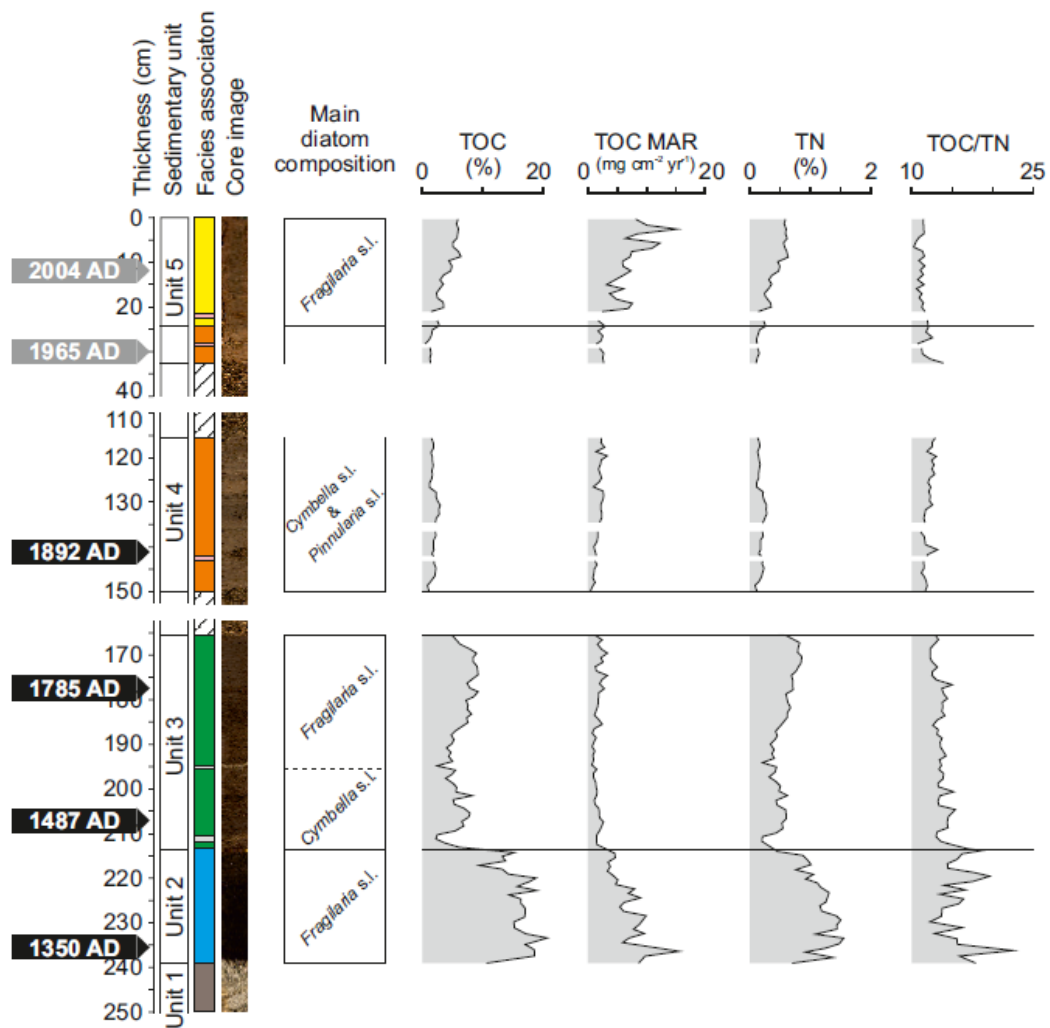 Thickness (cm)
Sedimentary unit
Facies associaton
Core image
Main
diatom
composition
TOC
(%)
0 20
TOC MAR
(mg cm⁻² yr⁻¹)
0 20
TN
(%)
0 2
TOC/TN
10 25
0
10
20
40
110
120
130
150
170
180
190
200
210
220
230
240
250
2004 AD
1965 AD
1892 AD
1785 AD
1487 AD
1350 AD
Unit 5
Unit 4
Unit 3
Unit 2
Unit 1
Fragilaria s.l.
Cymbella s.l.
&
Pinnularia s.l.
Fragilaria s.l.
Cymbella s.l.
Fragilaria s.l.